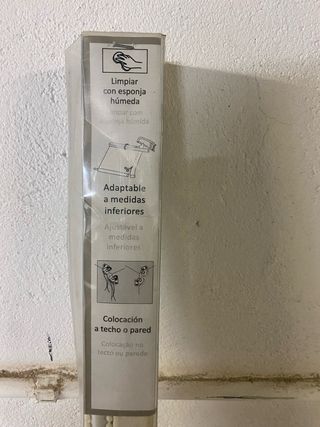 Limpiar
con esponja
húmeda
Limpar com
esponja húmida
Adaptable
a medidas
inferiores
Ajustável a
medidas
inferiores
Colocación
a techo o pared
Colocação no
tecto ou parede